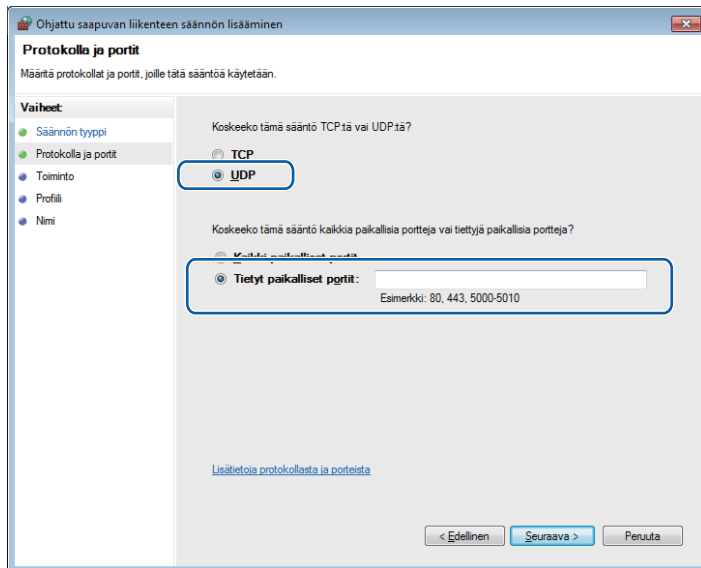 Ohjattu saapuvan liikenteen säännön lisääminen
Protokolla ja portit
Määritä protokollat ja portit, joille tätä sääntöä käytetään.
Vaiheet:
Säännön tyyppi
Protokolla ja portit
Toiminto
Profiili
Nimi
Koskeeko tämä sääntö TCP:tä vai UDP:tä?
TCP
UDP
Koskeeko tämä sääntö kaikkia paikallisia portteja vai tiettyjä paikallisia portteja?
Kaikki paikalliset portit
Tietyt paikalliset portit:
Esimerkki: 80, 443, 5000-5010
Lisätietoja protokollasta ja porteista
< Edellinen
Seuraava >
Peruuta